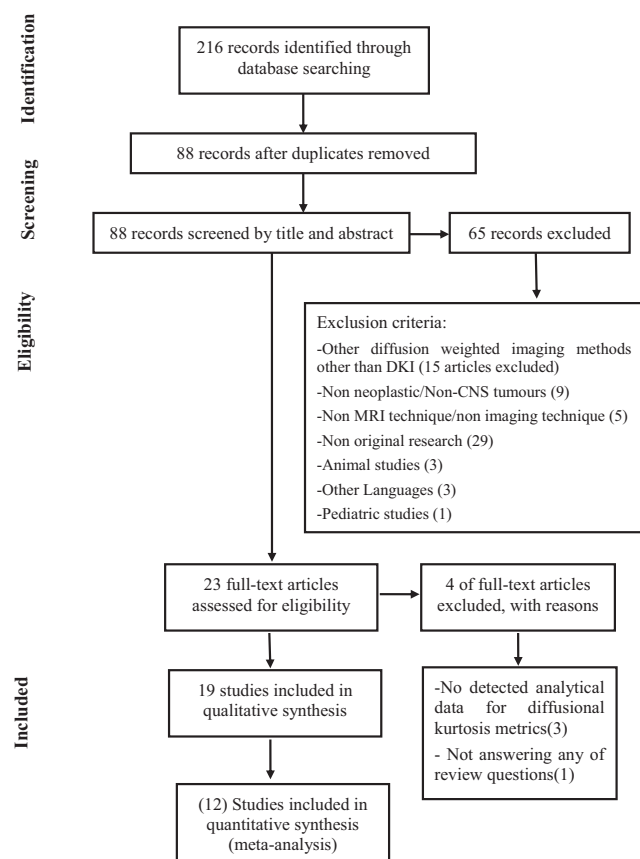 Identification
216 records identified through
database searching
88 records after duplicates removed
Screening
88 records screened by title and abstract
65 records excluded
Eligibility
Exclusion criteria:
-Other diffusion weighted imaging methods
other than DKI (15 articles excluded)
-Non neoplastic/Non-CNS tumours (9)
-Non MRI technique/non imaging technique (5)
-Non original research (29)
-Animal studies (3)
-Other Languages (3)
-Pediatric studies (1)
23 full-text articles
assessed for eligibility
4 of full-text articles
excluded, with reasons
Included
19 studies included in
qualitative synthesis
-No detected analytical
data for diffusional
kurtosis metrics(3)
- Not answering any of
review questions(1)
(12) Studies included in
quantitative synthesis
(meta-analysis)